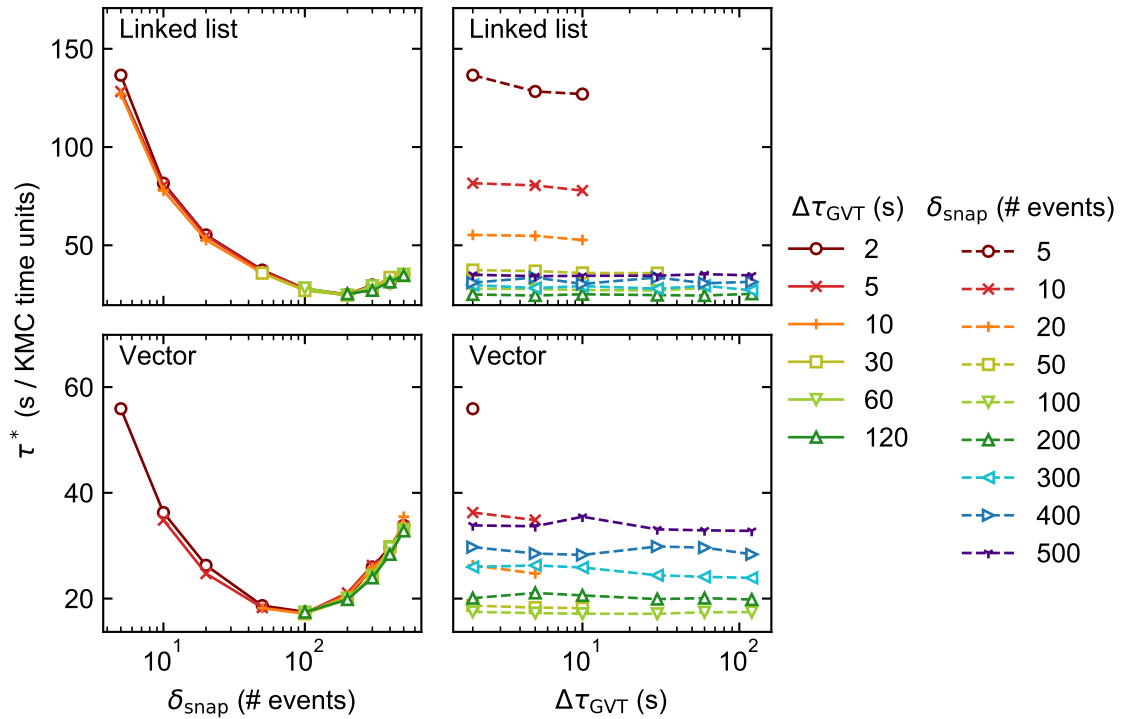 Linked list
Linked list
150
100
50
Vector
Vector
60
40
20
τ* (s / KMC time units)
10¹
10²
10¹
10²
δsnap (# events)
ΔτGVT (s)
ΔτGVT (s)
2
5
10
30
60
120
δsnap (# events)
5
10
20
50
100
200
300
400
500